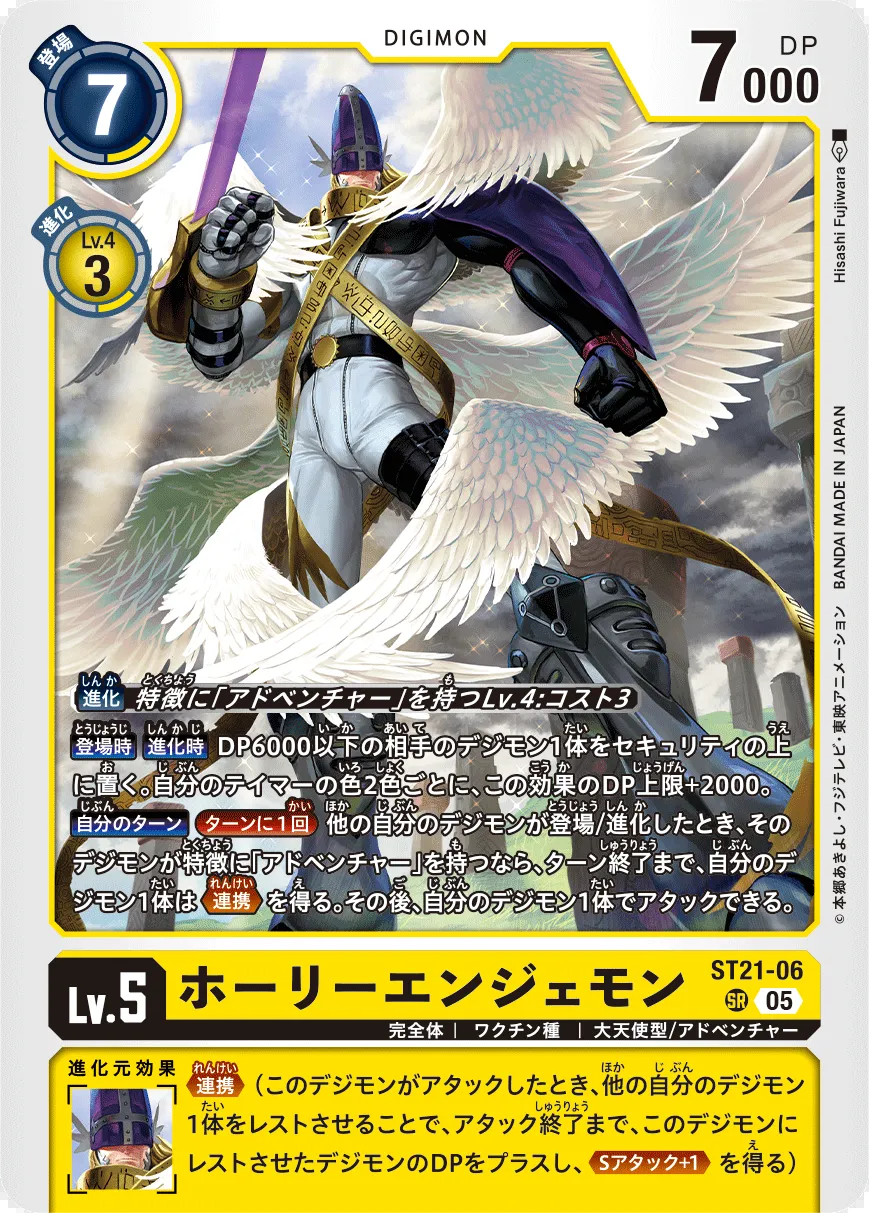 DIGIMON
登場
7
7000
DP
進化
Lv.4
3
Hisashi Fujiwara
BANDAI MADE IN JAPAN
©本郷あきよし・フジテレビ・東映アニメーション
進化 特徴に「アドベンチャー」を持つLv.4:コスト3
登場時 進化時 DP6000以下の相手のデジモン1体をセキュリティの上
に置く。自分のテイマーの色2色ごとに、この効果のDP上限+2000。
自分のターン ターンに1回 他の自分のデジモンが登場/進化したとき、その
デジモンが特徴に「アドベンチャー」を持つなら、ターン終了まで、自分のデ
ジモン1体は 連携 を得る。その後、自分のデジモン1体でアタックできる。
Lv.5
ホーリーエンジェモン
ST21-06
SR 05
完全体 | ワクチン種 | 大天使型/アドベンチャー
進化元効果
連携 (このデジモンがアタックしたとき、他の自分のデジモン
1体をレストさせることで、アタック終了まで、このデジモンに
レストさせたデジモンのDPをプラスし、Sアタック+1 を得る)